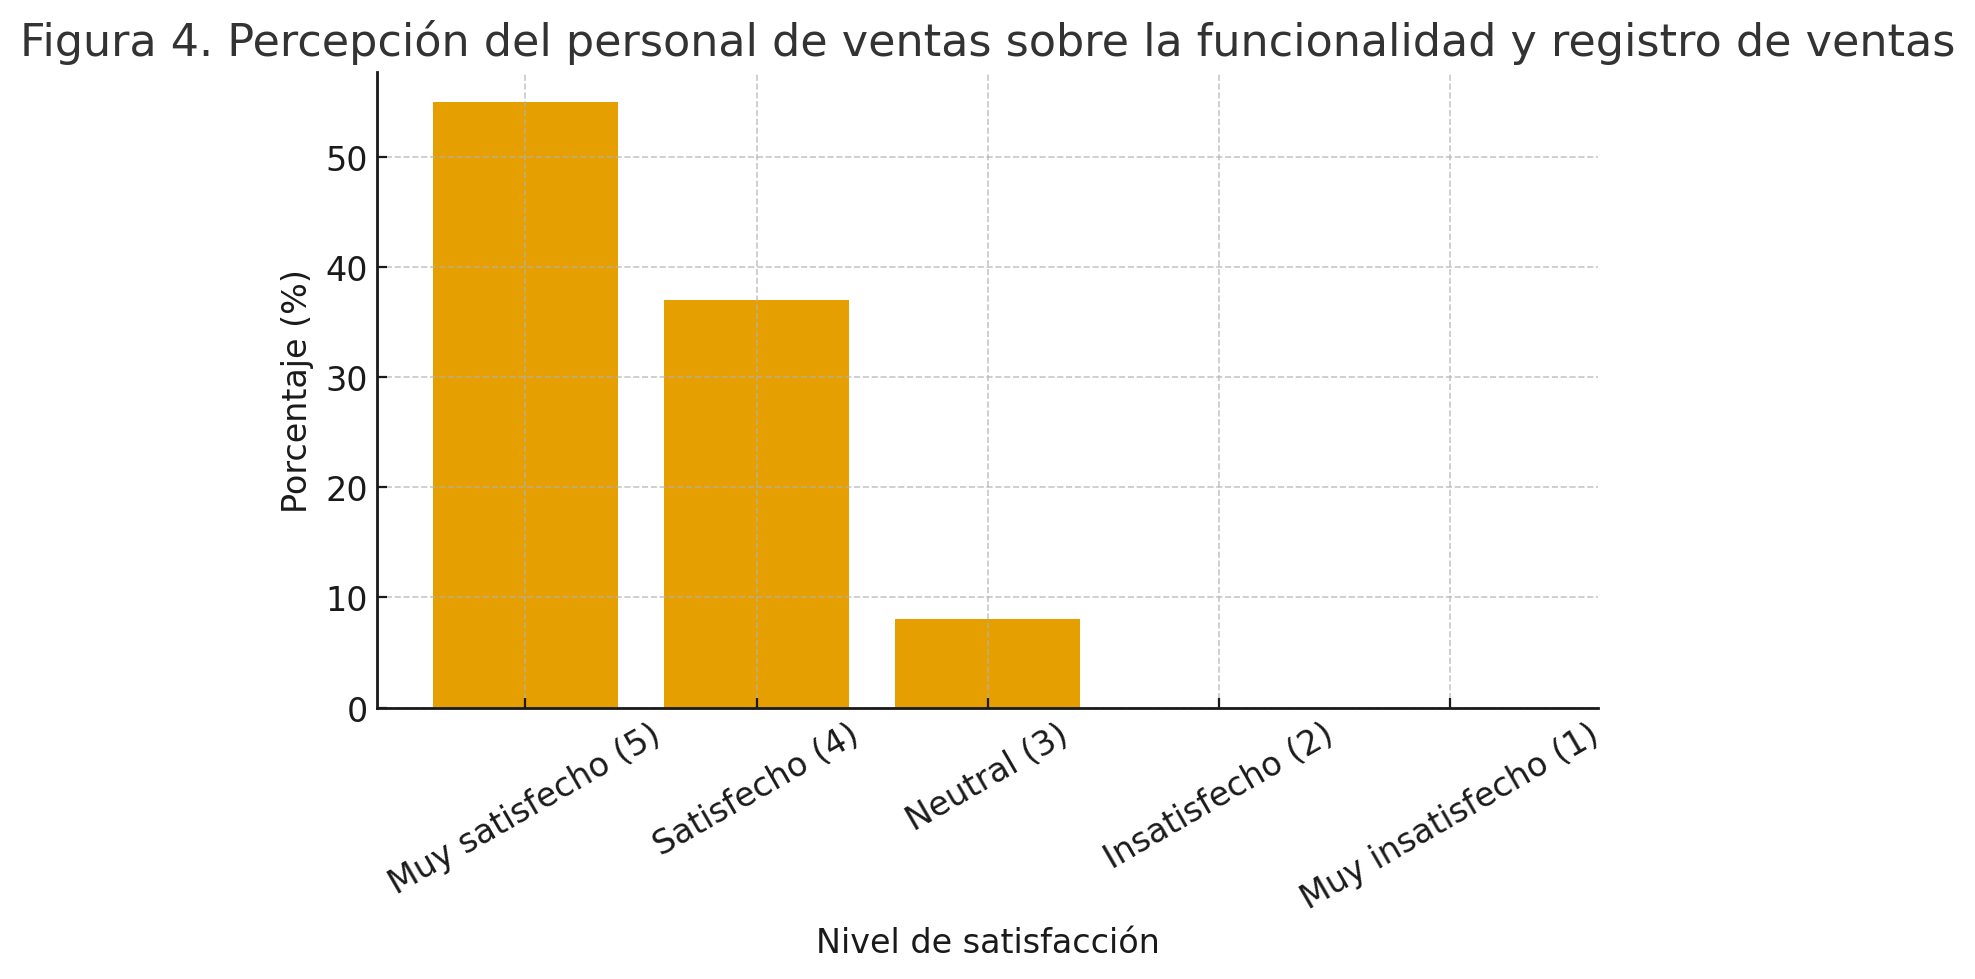 Figura 4. Percepción del personal de ventas sobre la funcionalidad y registro de ventas
Porcentaje (%)
50
40
30
20
10
0
Muy satisfecho (5)
Satisfecho (4)
Neutral (3)
Insatisfecho (2)
Muy insatisfecho (1)
Nivel de satisfacción